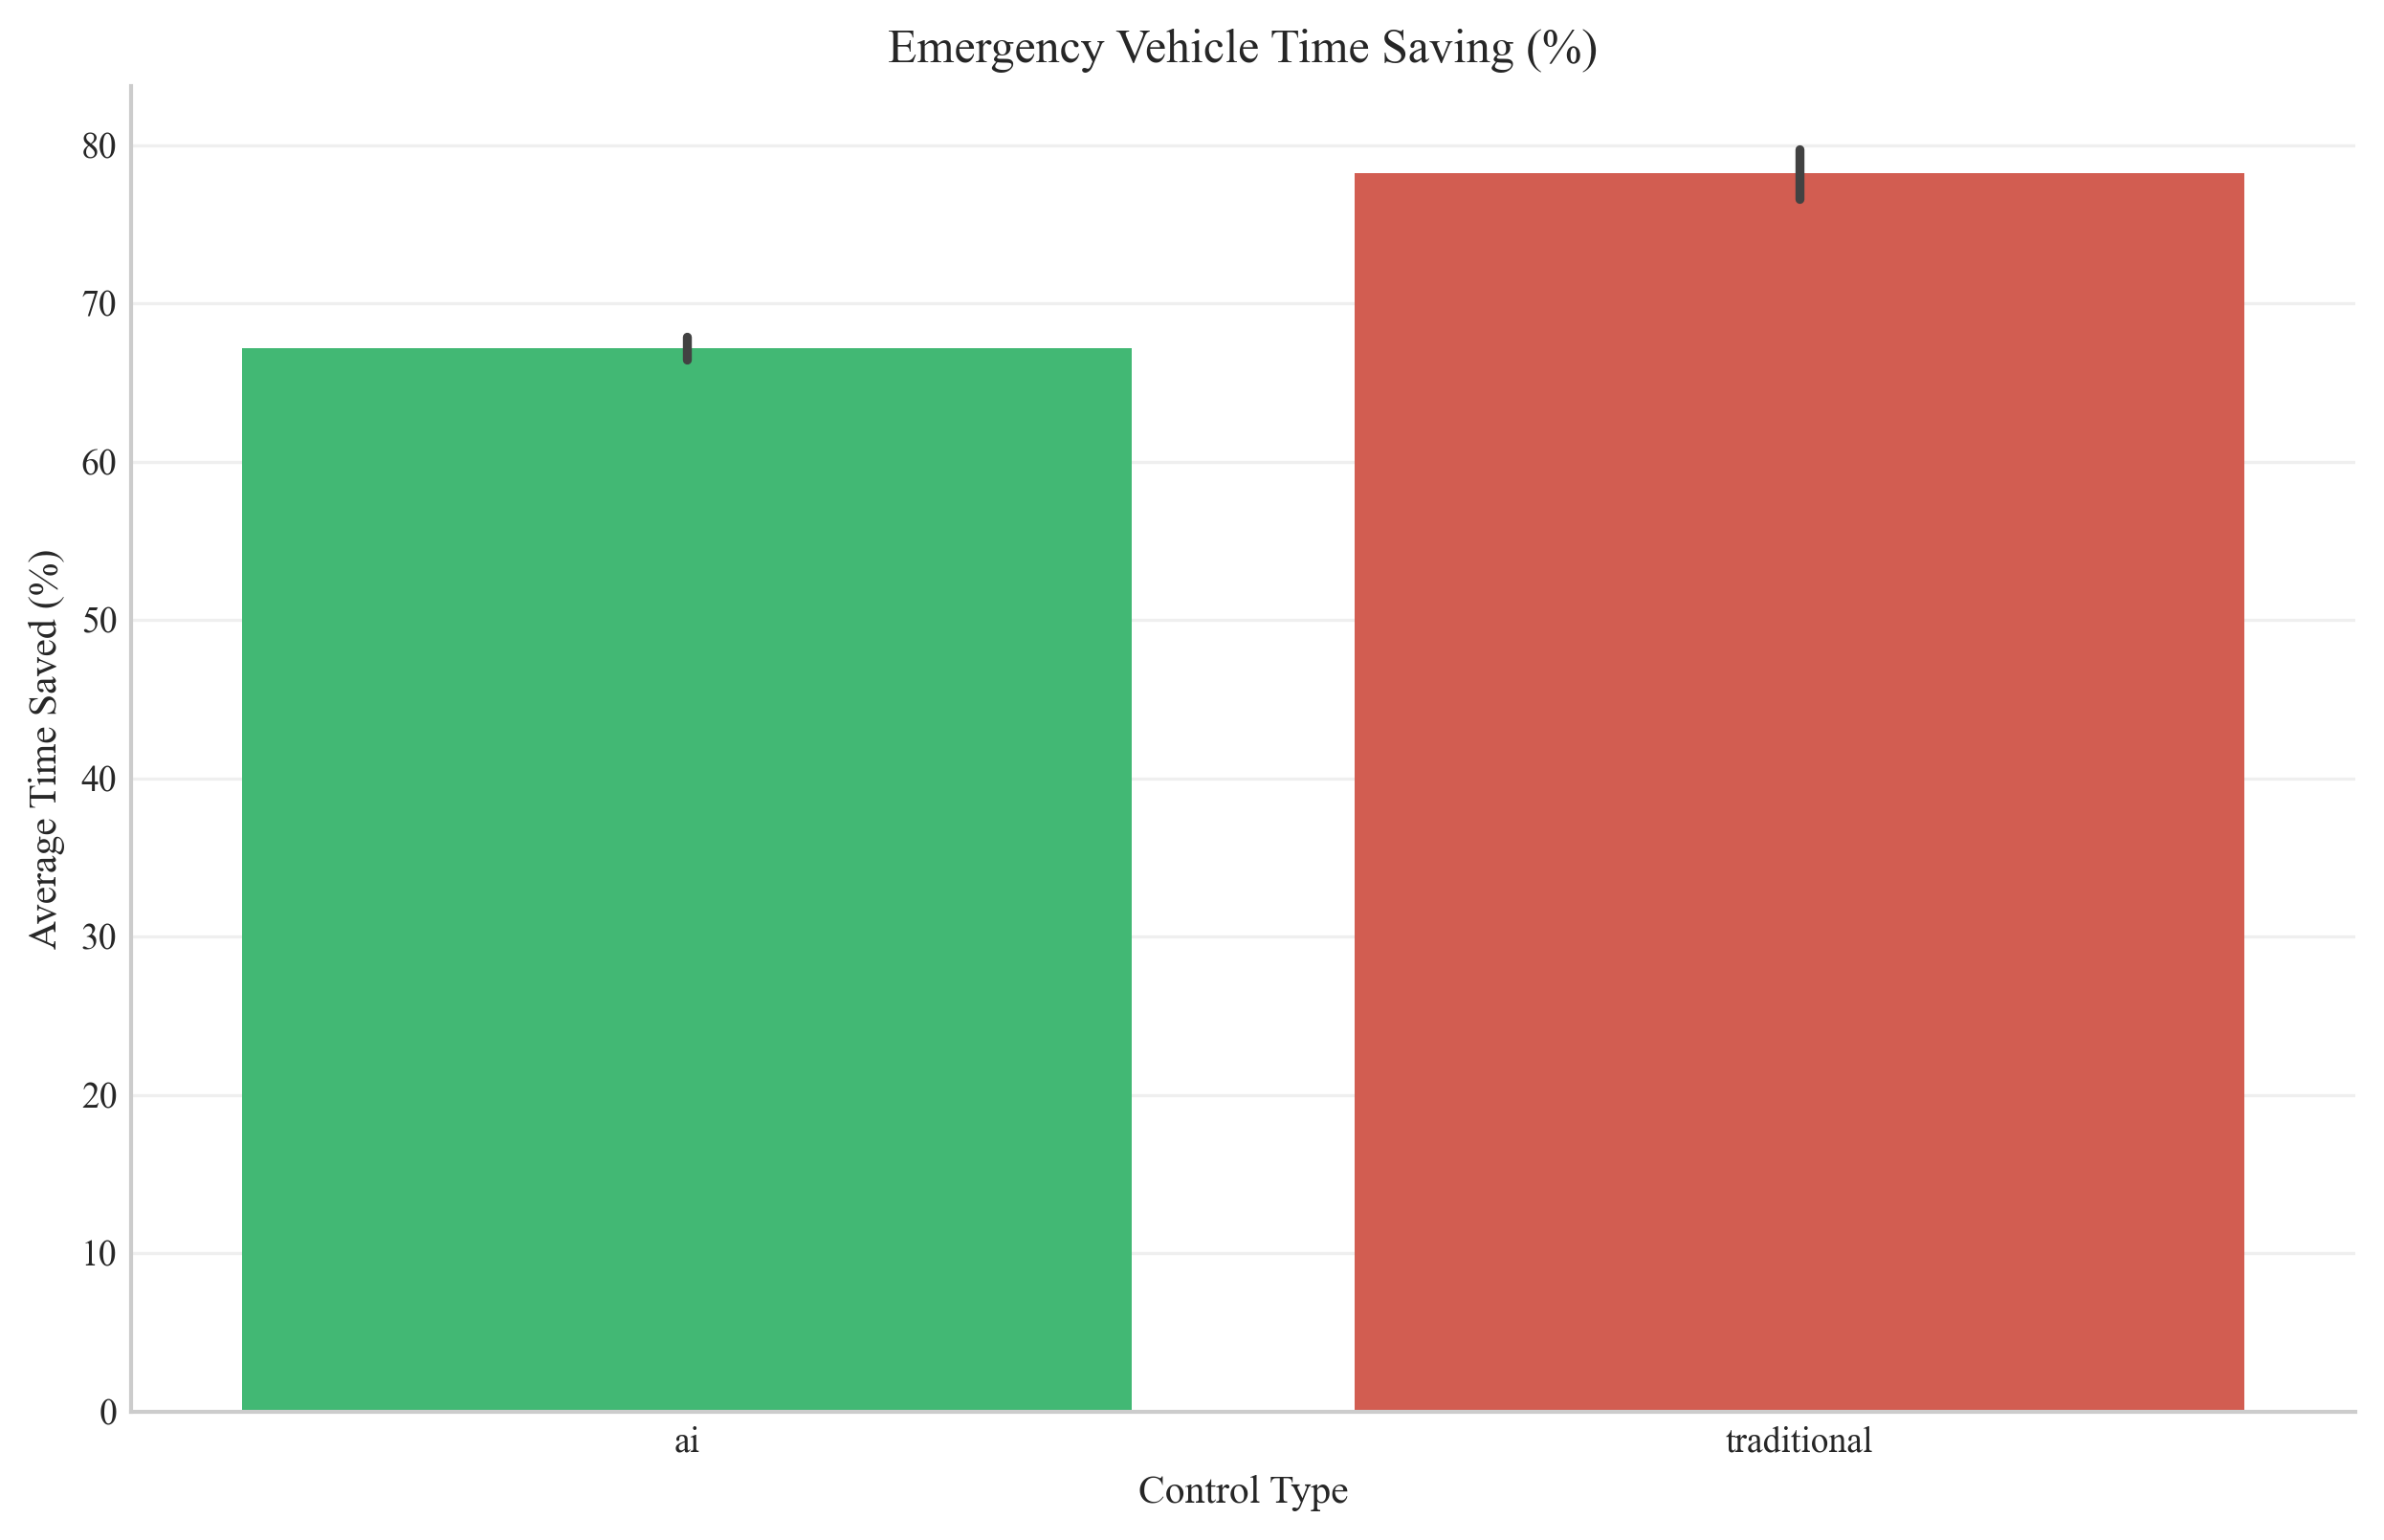 Emergency Vehicle Time Saving (%)
Average Time Saved (%)
80
70
60
50
40
30
20
10
0
ai
traditional
Control Type